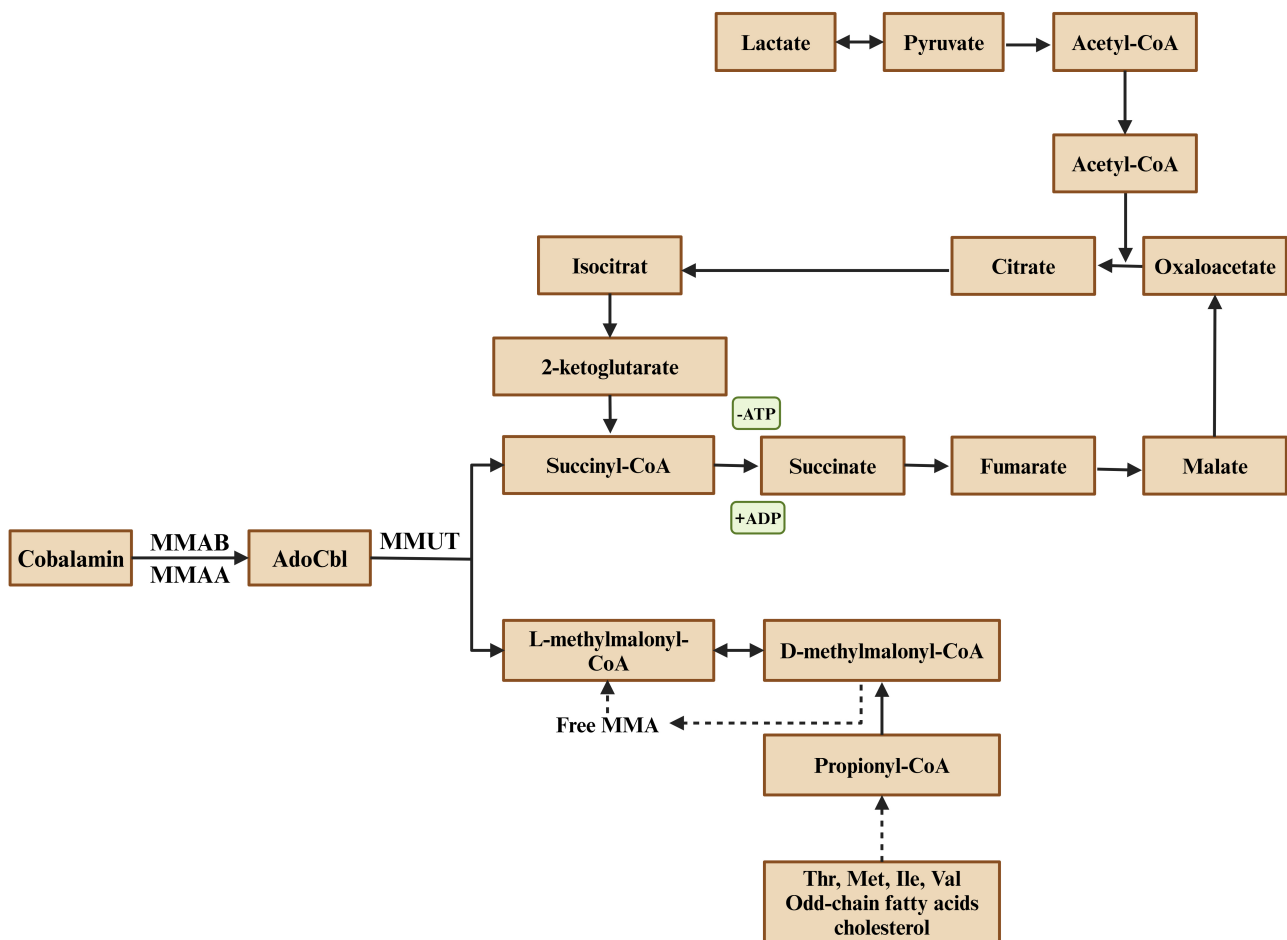 Lactate
Pyruvate
Acetyl-CoA
Acetyl-CoA
Isocitrat
Citrate
Oxaloacetate
2-ketoglutarate
-ATP
Succinyl-CoA
Succinate
Fumarate
Malate
+ADP
Cobalamin
MMAB
MMAA
AdoCbl
MMUT
L-methylmalonyl-
CoA
D-methylmalonyl-CoA
Free MMA
Propionyl-CoA
Thr, Met, Ile, Val
Odd-chain fatty acids
cholesterol